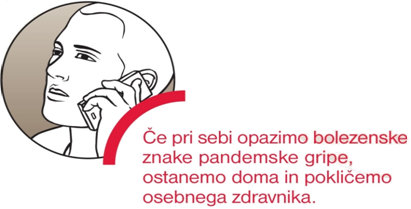 Če pri sebi opazimo bolezenske
znake pandemske gripe,
ostanemo doma in pokličemo
osebnega zdravnika.